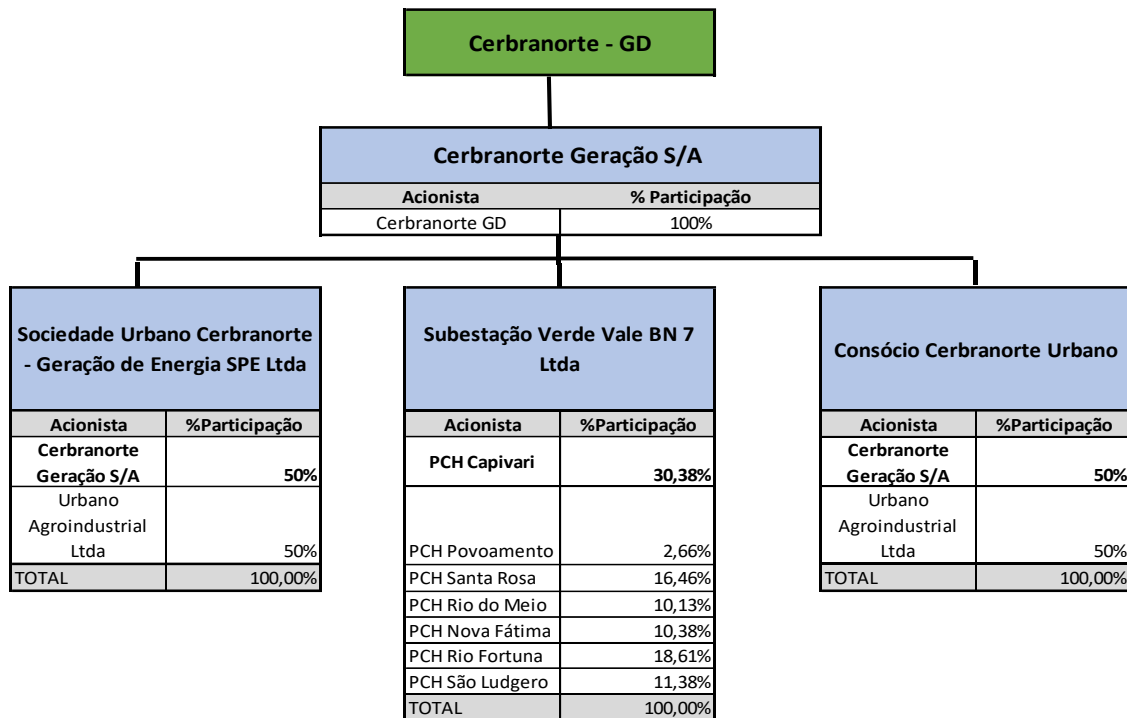 Cerbranorte - GD
Cerbranorte Geração S/A
Acionista % Participação
Cerbranorte GD 100%
Sociedade Urbano Cerbranorte
- Geração de Energia SPE Ltda
Acionista %Participação
Cerbranorte
Geração S/A 50%
Urbano
Agroindustrial
Ltda 50%
TOTAL 100,00%
Subestação Verde Vale BN 7
Ltda
Acionista %Participação
PCH Capivari 30,38%
PCH Povoamento 2,66%
PCH Santa Rosa 16,46%
PCH Rio do Meio 10,13%
PCH Nova Fátima 10,38%
PCH Rio Fortuna 18,61%
PCH São Ludgero 11,38%
TOTAL 100,00%
Consócio Cerbranorte Urbano
Acionista %Participação
Cerbranorte
Geração S/A 50%
Urbano
Agroindustrial
Ltda 50%
TOTAL 100,00%